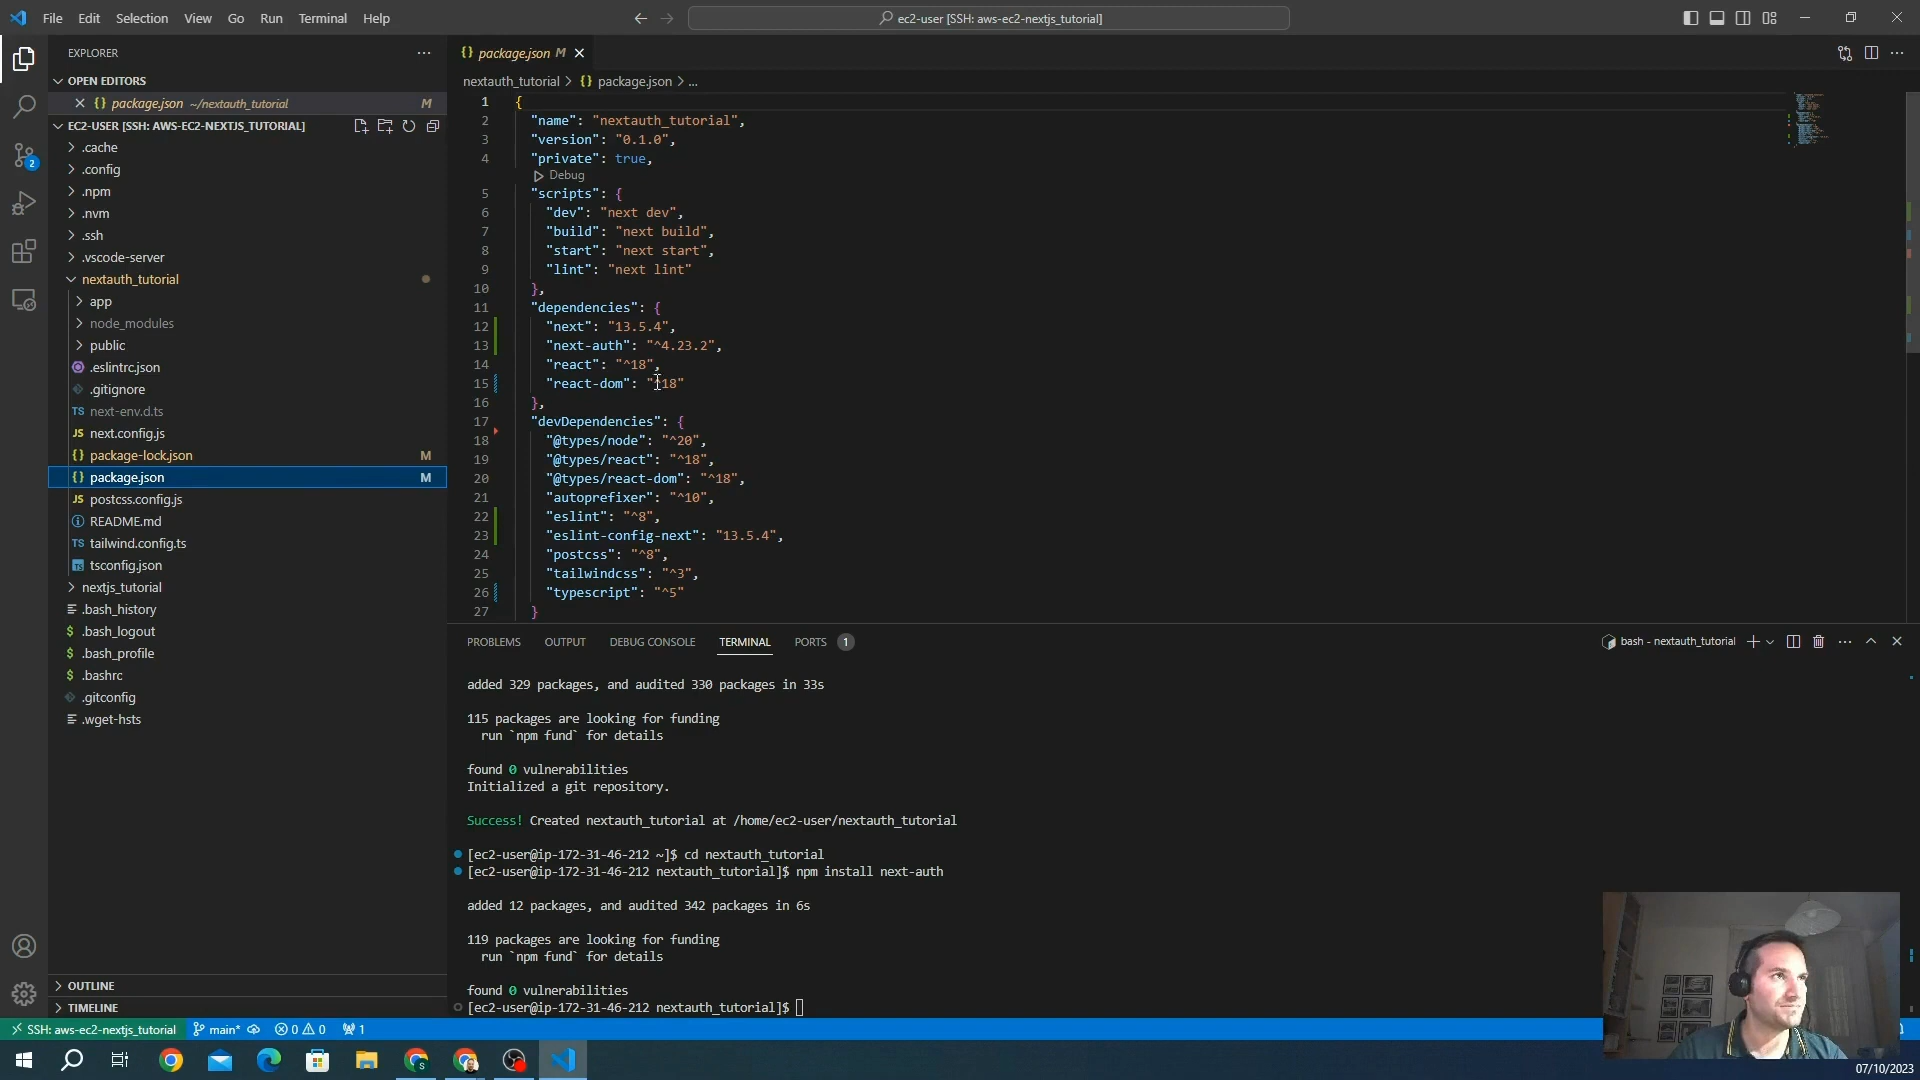 File Edit Selection View Go Run Terminal Help
ec2-user [SSH: aws-ec2-nextjs_tutorial]
EXPLORER
OPEN EDITORS
package.json ~/nextauth_tutorial M
EC2-USER [SSH: AWS-EC2-NEXTJS_TUTORIAL]
.cache
.config
.npm
.nvm
.ssh
.vscode-server
nextauth_tutorial
app
node_modules
public
.eslintrc.json
.gitignore
TS next-env.d.ts
JS next.config.js
{} package-lock.json M
{} package.json M
JS postcss.config.js
README.md
TS tailwind.config.ts
TS tsconfig.json
nextjs_tutorial
.bash_history
$ .bash_logout
$ .bash_profile
$ .bashrc
.gitconfig
.wget-hsts
OUTLINE
TIMELINE
2
{} package.json M
nextauth_tutorial > {} package.json > ...
1 {
2 "name": "nextauth_tutorial",
3 "version": "0.1.0",
4 "private": true,
Debug
5 "scripts": {
6 "dev": "next dev",
7 "build": "next build",
8 "start": "next start",
9 "lint": "next lint"
10 },
11 "dependencies": {
12 "next": "13.5.4",
13 "next-auth": "^4.23.2",
14 "react": "^18",
15 "react-dom": "^18"
16 },
17 "devDependencies": {
18 "@types/node": "^20",
19 "@types/react": "^18",
20 "@types/react-dom": "^18",
21 "autoprefixer": "^10",
22 "eslint": "^8",
23 "eslint-config-next": "13.5.4",
24 "postcss": "^8",
25 "tailwindcss": "^3",
26 "typescript": "^5"
27 }
PROBLEMS OUTPUT DEBUG CONSOLE TERMINAL PORTS 1
bash - nextauth_tutorial
added 329 packages, and audited 330 packages in 33s
115 packages are looking for funding
run `npm fund` for details
found 0 vulnerabilities
Initialized a git repository.
Success! Created nextauth_tutorial at /home/ec2-user/nextauth_tutorial
[ec2-user@ip-172-31-46-212 ~]$ cd nextauth_tutorial
[ec2-user@ip-172-31-46-212 nextauth_tutorial]$ npm install next-auth
added 12 packages, and audited 342 packages in 6s
119 packages are looking for funding
run `npm fund` for details
found 0 vulnerabilities
[ec2-user@ip-172-31-46-212 nextauth_tutorial]$
SSH: aws-ec2-nextjs_tutorial main* 0 0 1
07/10/2023